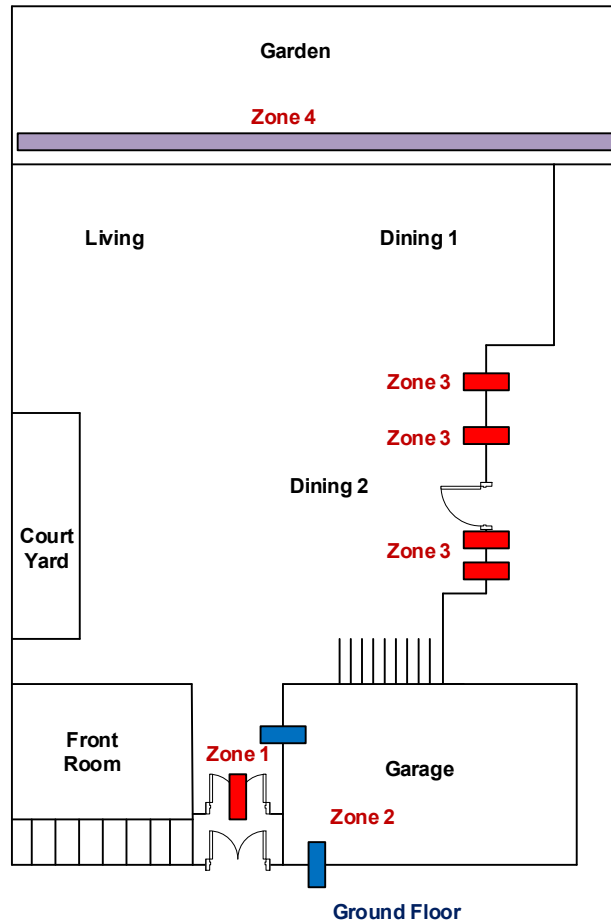 Garden
Zone 4
Living
Dining 1
Zone 3
Zone 3
Dining 2
Court
Yard
Zone 3
Front
Room
Zone 1
Garage
Zone 2
Ground Floor